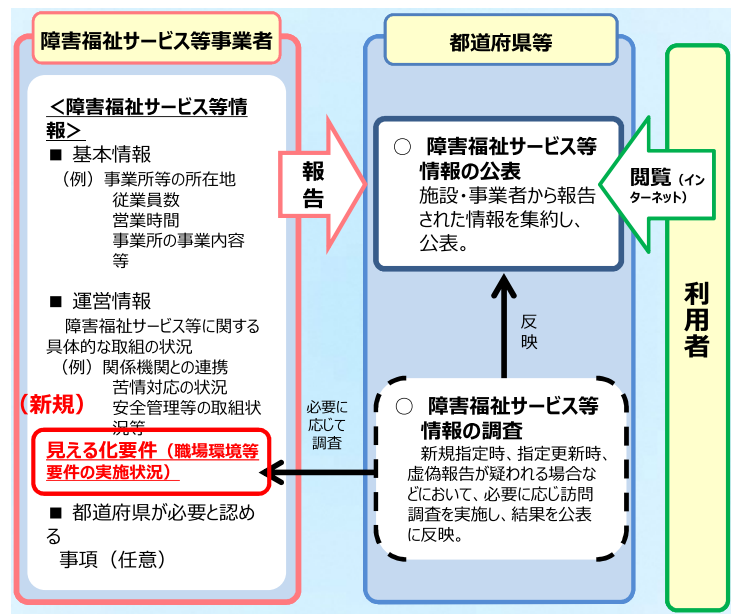 障害福祉サービス等事業者
＜障害福祉サービス等情
報＞
■ 基本情報
（例）事業所等の所在地
従業員数
営業時間
事業所の事業内容
等
■ 運営情報
障害福祉サービス等に関する
具体的な取組の状況
（例）関係機関との連携
苦情対応の状況
安全管理等の取組状
況等
（新規）
見える化要件（職場環境等
要件の実施状況）
■ 都道府県が必要と認め
る
事項（任意）
報
告
必要に
応じて
調査
都道府県等
○ 障害福祉サービス等
情報の公表
施設・事業者から報告
された情報を集約し、
公表。
反
映
○ 障害福祉サービス等
情報の調査
新規指定時、指定更新時、
虚偽報告が疑われる場合な
どにおいて、必要に応じ訪問
調査を実施し、結果を公表
に反映。
閲覧（イン
ターネット）
利
用
者